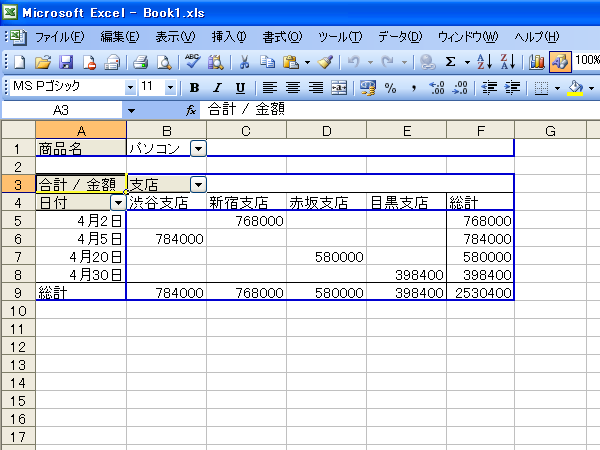 Microsoft Excel - Book1.xls
ファイル(F) 編集(E) 表示(V) 挿入(I) 書式(O) ツール(T) データ(D) ウィンドウ(W) ヘルプ(H)
ABC Σ A Z Z A 100%
MS Pゴシック 11 B I U % , ←.0 .00 .00 →.0 A
A3 fx 合計 / 金額
A B C D E F G
1 商品名 パソコン
2
3 合計 / 金額 支店
4 日付 渋谷支店 新宿支店 赤坂支店 目黒支店 総計
5 4月2日 768000 768000
6 4月5日 784000 784000
7 4月20日 580000 580000
8 4月30日 398400 398400
9 総計 784000 768000 580000 398400 2530400
10
11
12
13
14
15
16
17